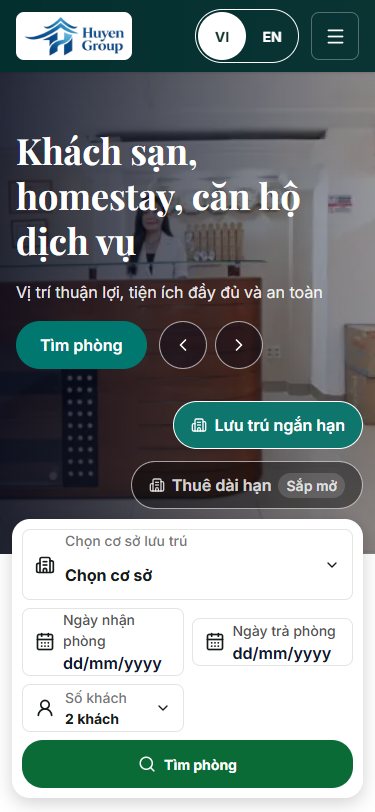 Huyen
Group
VI
EN
Khách sạn,
homestay, căn hộ
dịch vụ
Vị trí thuận lợi, tiện ích đầy đủ và an toàn
Tìm phòng
Lưu trú ngắn hạn
Thuê dài hạn Sắp mở
Chọn cơ sở lưu trú
Chọn cơ sở
Ngày nhận
phòng
dd/mm/yyyy
Ngày trả phòng
dd/mm/yyyy
Số khách
2 khách
Tìm phòng